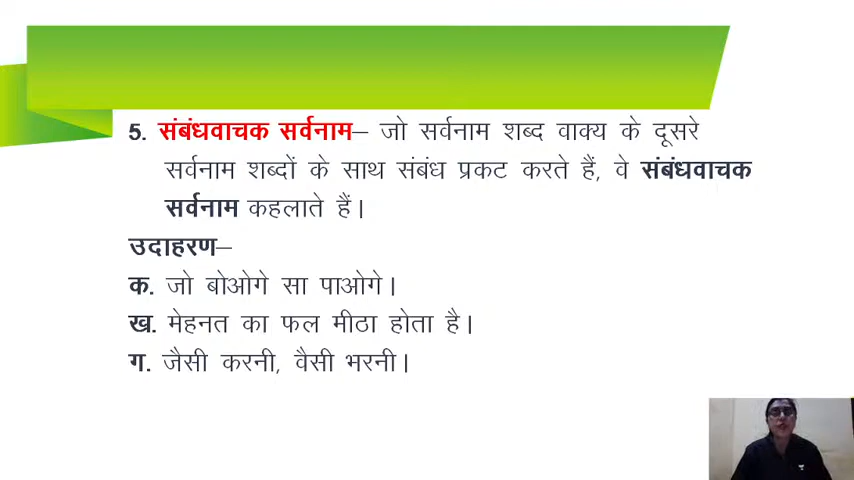 5. संबंधवाचक सर्वनाम– जो सर्वनाम शब्द वाक्य के दूसरे
सर्वनाम शब्दों के साथ संबंध प्रकट करते हैं, वे संबंधवाचक
सर्वनाम कहलाते हैं।
उदाहरण–
क. जो बोओगे सा पाओगे।
ख. मेहनत का फल मीठा होता है।
ग. जैसी करनी, वैसी भरनी।